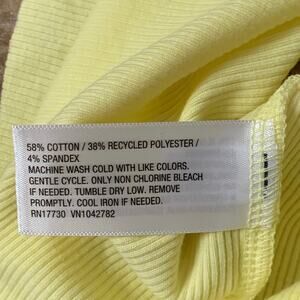 58% COTTON / 38% RECYCLED POLYESTER /
4% SPANDEX
MACHINE WASH COLD WITH LIKE COLORS.
GENTLE CYCLE. ONLY NON CHLORINE BLEACH
IF NEEDED. TUMBLE DRY LOW. REMOVE
PROMPTLY. COOL IRON IF NEEDED.
RN17730 VN1042782